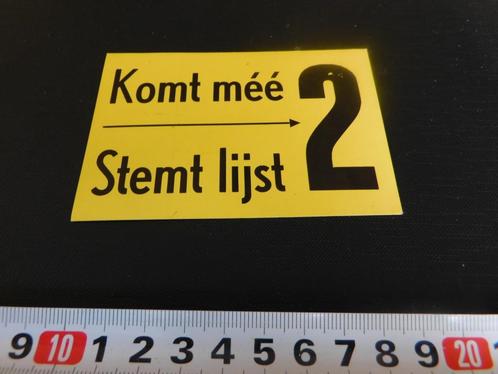 Komt méé
Stemt lijst
2
9 10 1 2 3 4 5 6 7 8 9 20 1